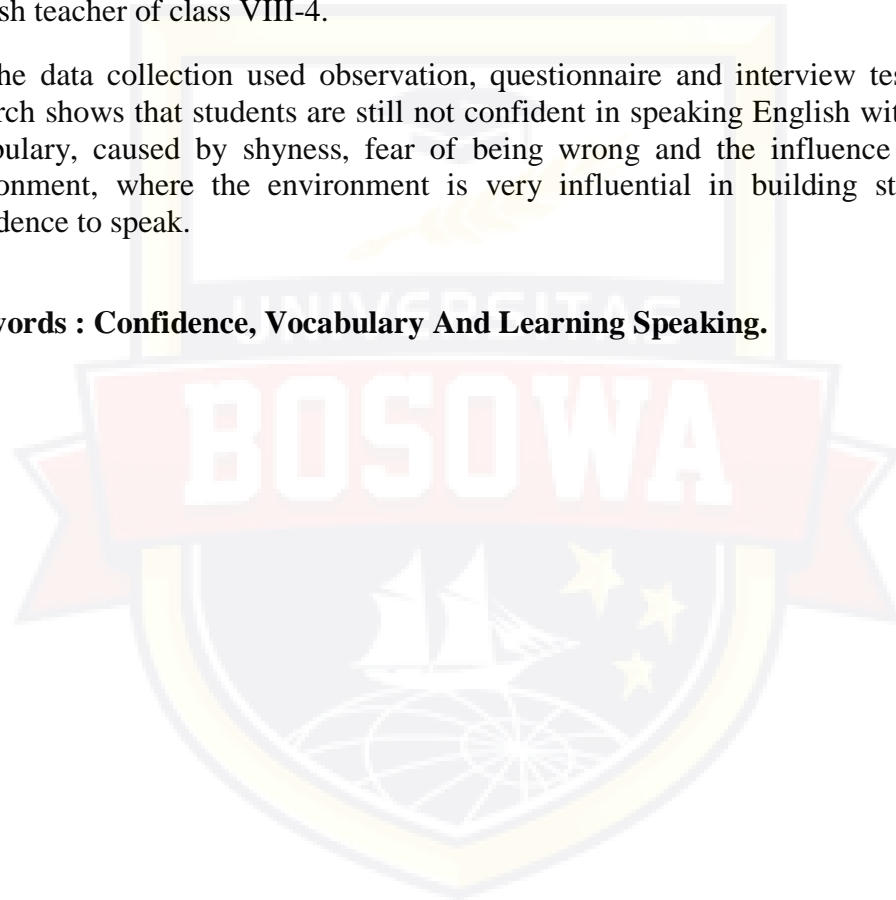 sh teacher of class VIII-4.
he data collection used observation, questionnaire and interview tes
rch shows that students are still not confident in speaking English wit
bulary, caused by shyness, fear of being wrong and the influence
onment, where the environment is very influential in building st
dence to speak.
words : Confidence, Vocabulary And Learning Speaking.
UNIVERSITAS
BOSOWA